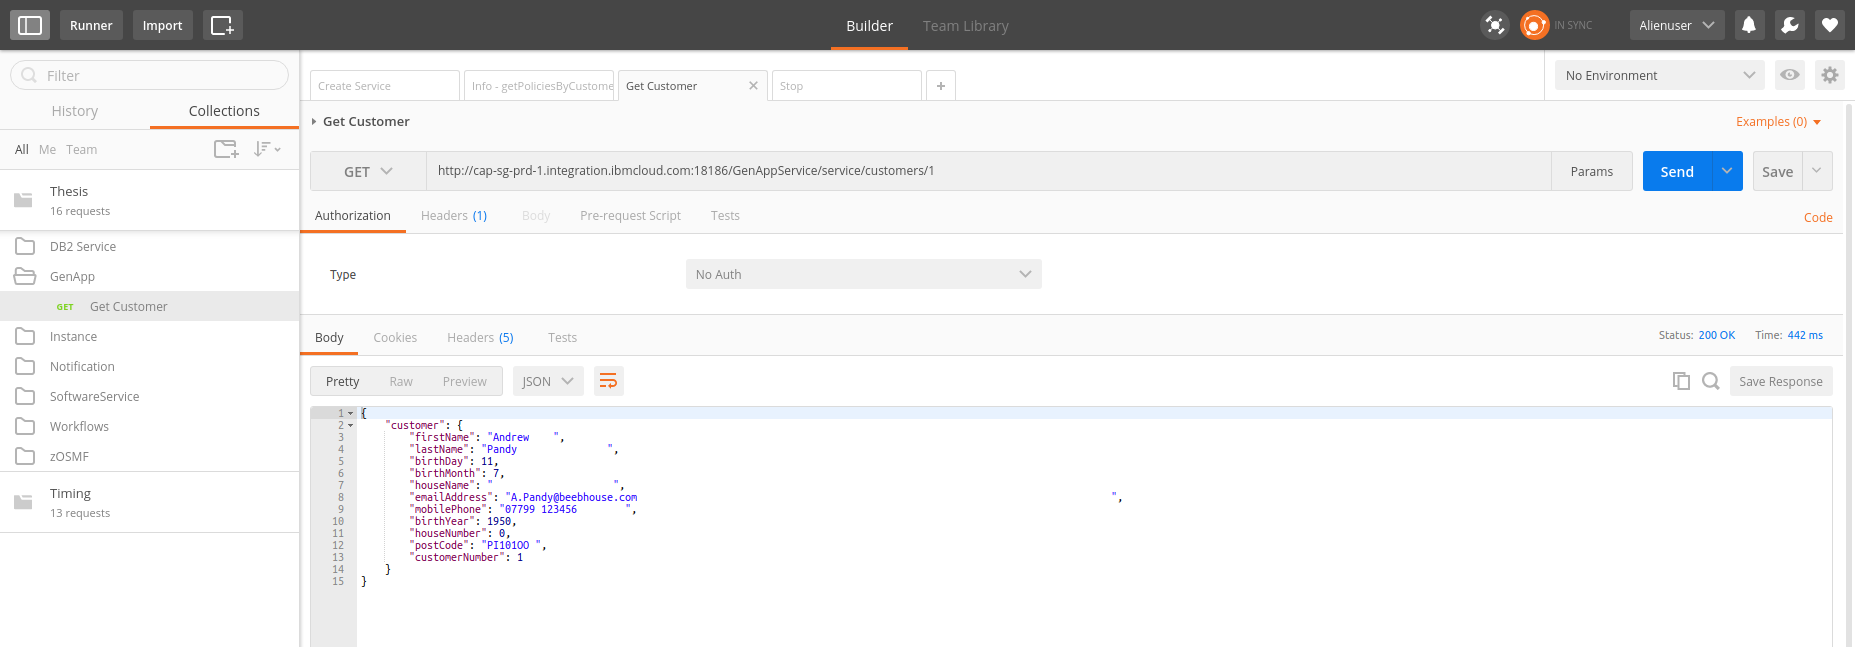 Runner Import Builder Team Library IN SYNC Alienuser
Filter
History Collections
All Me Team
Thesis
16 requests
DB2 Service
GenApp
GET Get Customer
Instance
Notification
SoftwareService
Workflows
zOSMF
Timing
13 requests
Create Service Info - getPoliciesByCustome Get Customer Stop + No Environment
Get Customer Examples (0)
GET http://cap-sg-prd-1.integration.ibmcloud.com:18186/GenAppService/service/customers/1 Params Send Save
Authorization Headers (1) Body Pre-request Script Tests Code
Type No Auth
Body Cookies Headers (5) Tests Status: 200 OK Time: 442 ms
Pretty Raw Preview JSON Save Response
1 {
2 "customer": {
3 "firstName": "Andrew    ",
4 "lastName": "Pandy               ",
5 "birthDay": 11,
6 "birthMonth": 7,
7 "houseName": "                    ",
8 "emailAddress": "A.Pandy@beebhouse.com                                                                               ",
9 "mobilePhone": "07799 123456        ",
10 "birthYear": 1950,
11 "houseNumber": 0,
12 "postCode": "PI101OO ",
13 "customerNumber": 1
14 }
15 }